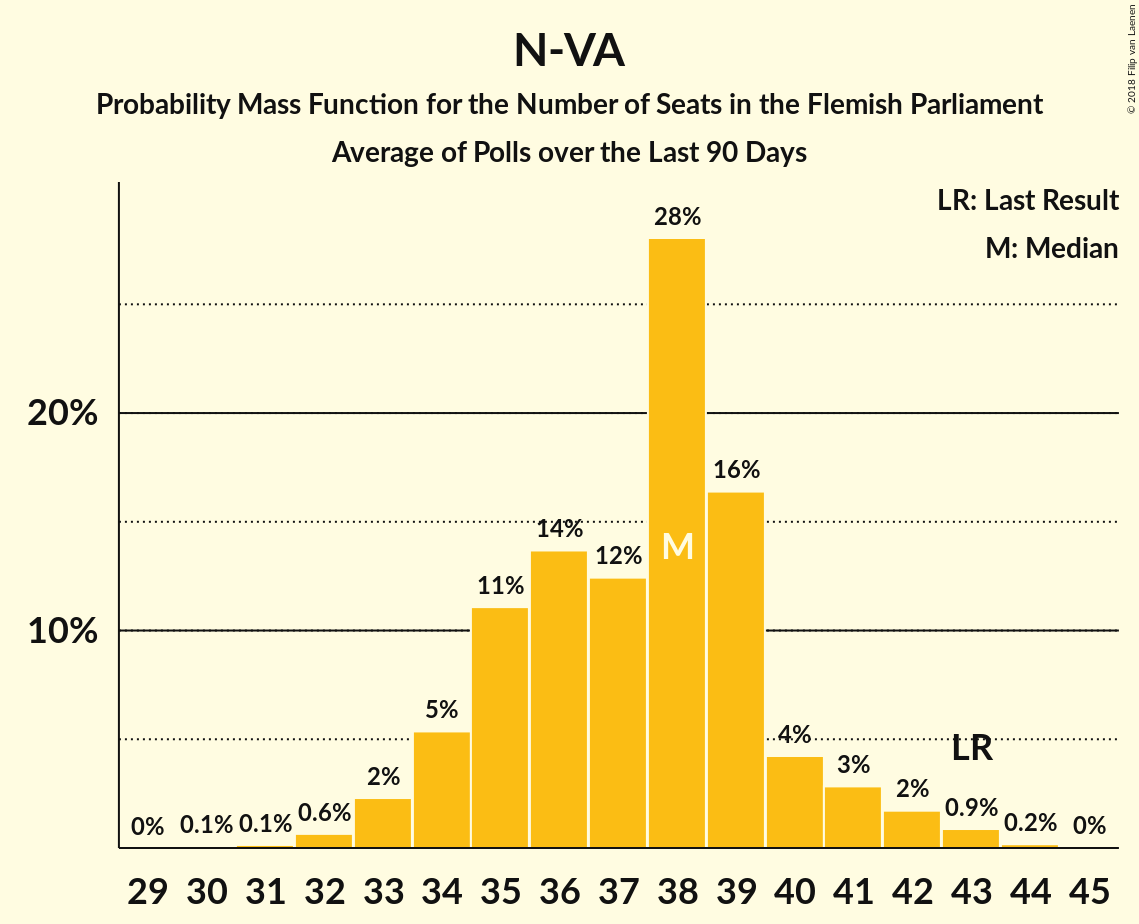 N-VA
Probability Mass Function for the Number of Seats in the Flemish Parliament
Average of Polls over the Last 90 Days
© 2018 Filip van Laenen
LR: Last Result
M: Median
20%
10%
0%
0.1%
0.1%
0.6%
2%
5%
11%
14%
12%
28%
M
16%
4%
3%
2%
LR
0.9%
0.2%
0%
29 30 31 32 33 34 35 36 37 38 39 40 41 42 43 44 45